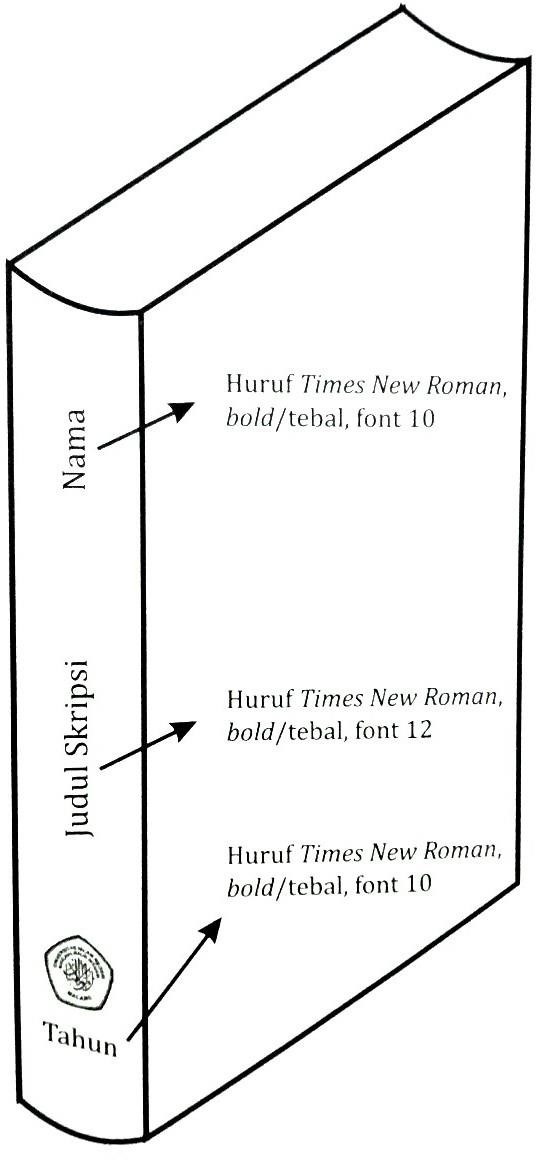 Nama
Huruf Times New Roman,
bold/tebal, font 10
Judul Skripsi
Huruf Times New Roman,
bold/tebal, font 12
Huruf Times New Roman,
bold/tebal, font 10
MALANG
Tahun